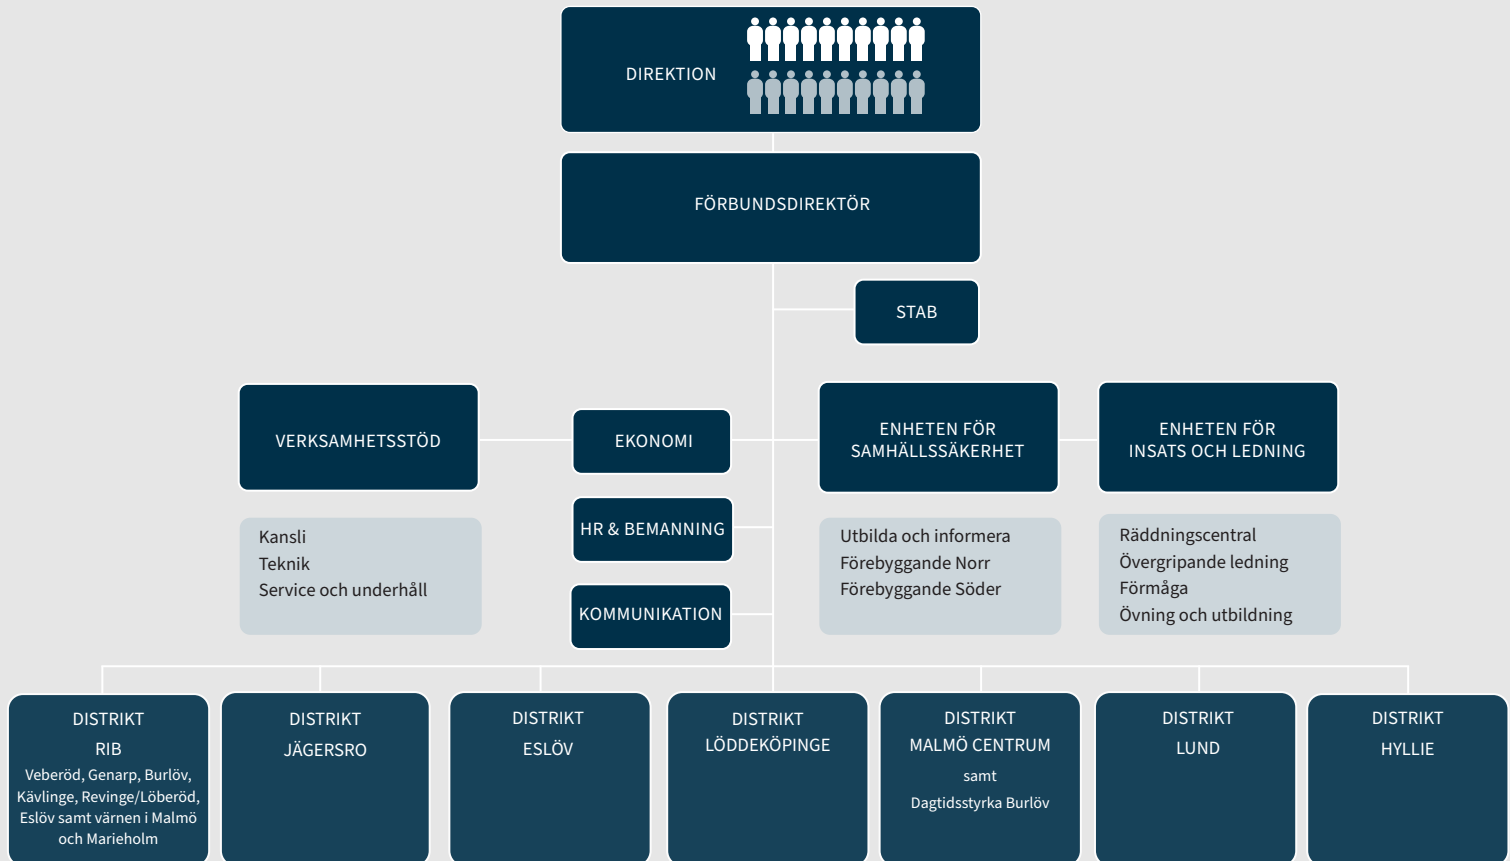 DIREKTION
FÖRBUNDSDIREKTÖR
STAB
VERKSAMHETSSTÖD
Kansli
Teknik
Service och underhåll
EKONOMI
HR & BEMANNING
KOMMUNIKATION
ENHETEN FÖR
SAMHÄLLSSÄKERHET
Utbilda och informera
Förebyggande Norr
Förebyggande Söder
ENHETEN FÖR
INSATS OCH LEDNING
Räddningscentral
Övergripande ledning
Förmåga
Övning och utbildning
DISTRIKT
RIB
Veberöd, Genarp, Burlöv,
Kävlinge, Revinge/Löberöd,
Eslöv samt värnen i Malmö
och Marieholm
DISTRIKT
JÄGERSRO
DISTRIKT
ESLÖV
DISTRIKT
LÖDDEKÖPINGE
DISTRIKT
MALMÖ CENTRUM
samt
Dagtidsstyrka Burlöv
DISTRIKT
LUND
DISTRIKT
HYLLIE